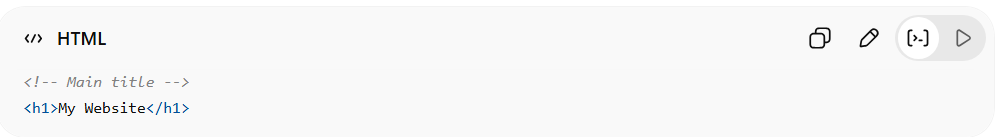 HTML
<!-- Main title -->
<h1>My Website</h1>